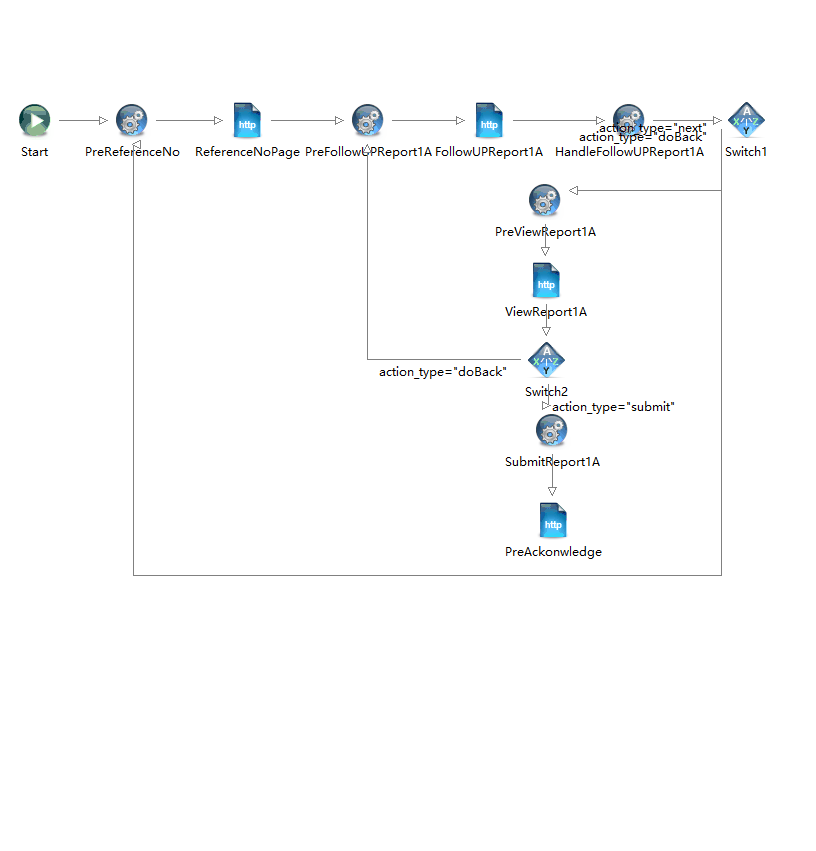 http
http
action_type="next"
action_type="doBack"
A
X
Z
Y
Start
PreReferenceNo
ReferenceNoPage
PreFollowUPReport1A
FollowUPReport1A
HandleFollowUPReport1A
Switch1
PreViewReport1A
http
ViewReport1A
A
X
Z
Y
action_type="doBack"
Switch2
action_type="submit"
SubmitReport1A
http
PreAckonwledge